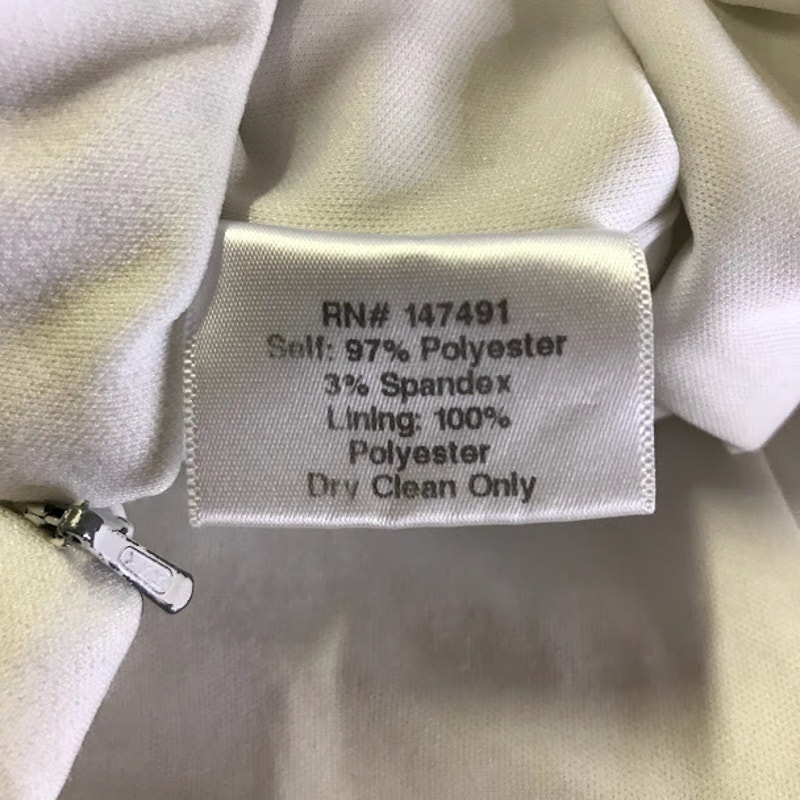 RN# 147491
Self: 97% Polyester
3% Spandex
Lining: 100%
Polyester
Dry Clean Only